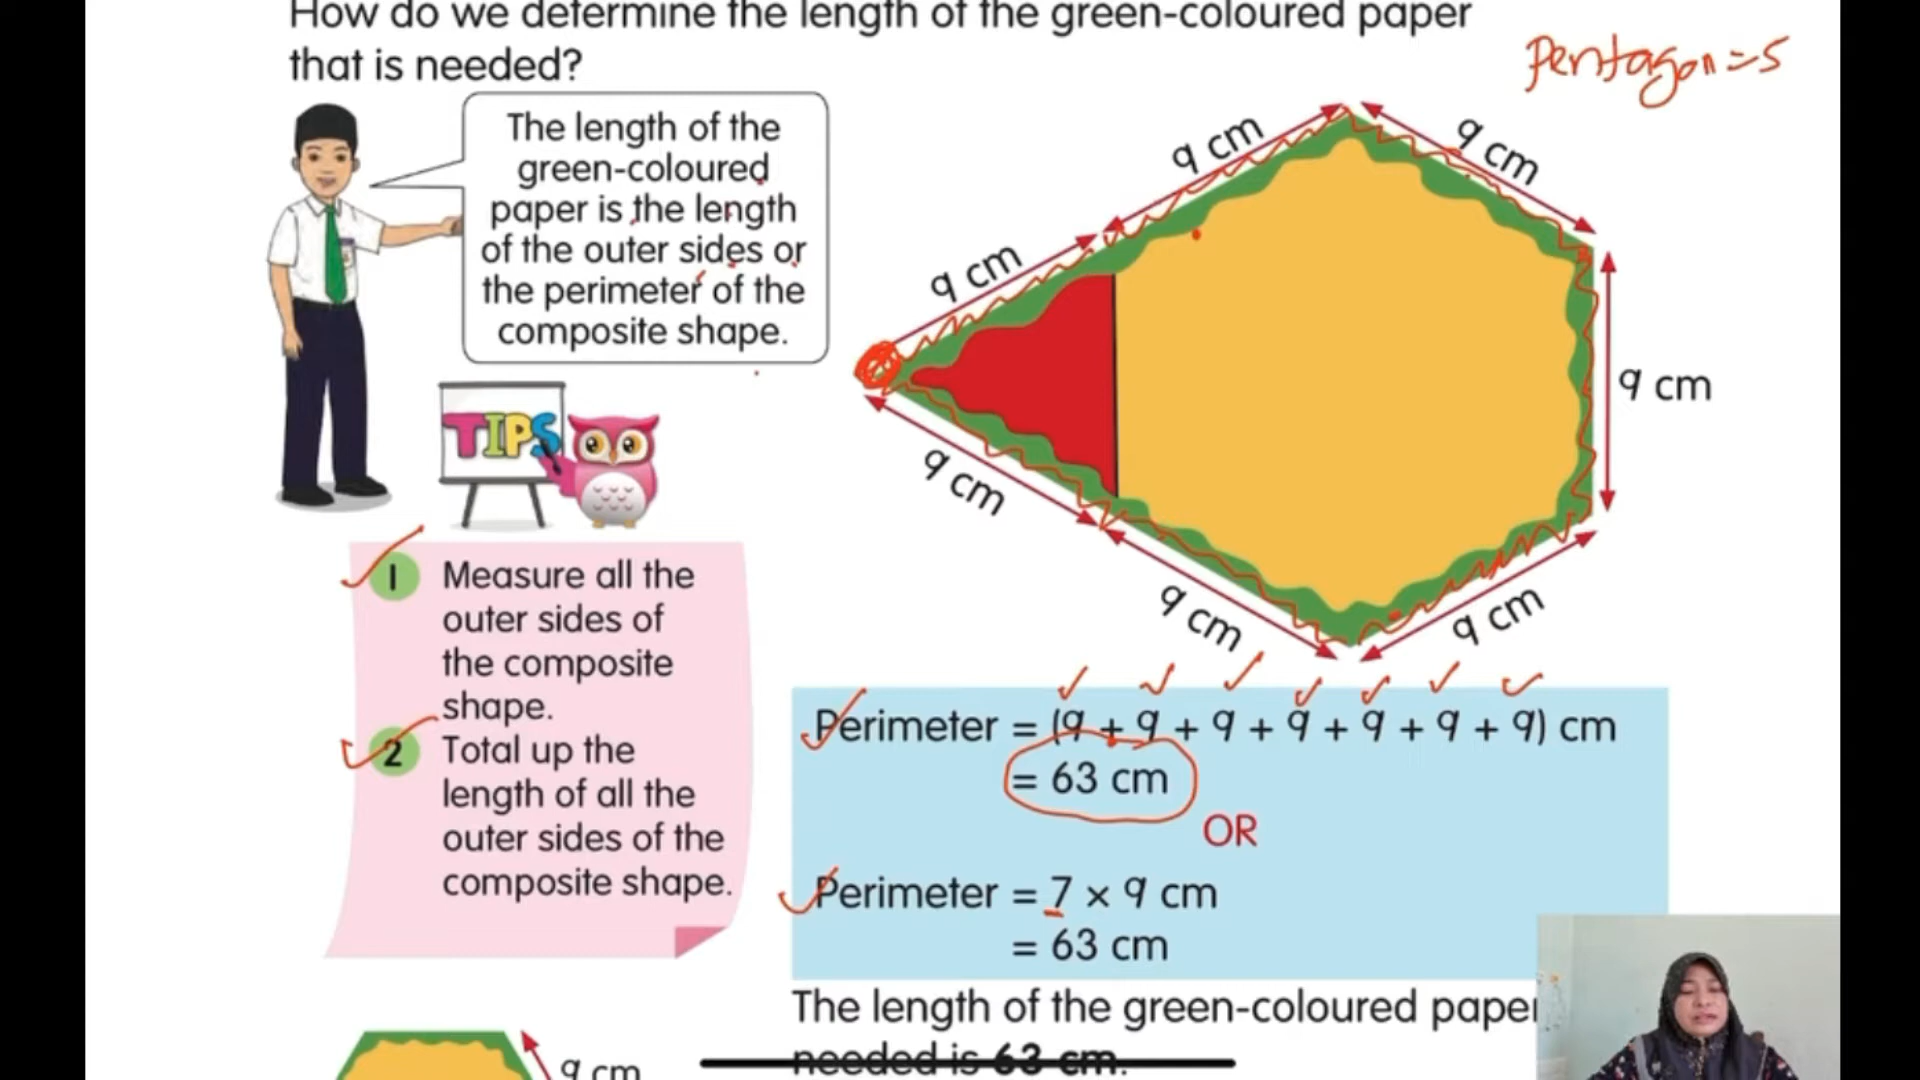 How do we determine the length of the green-coloured paper
that is needed?
Pentagon = 5
The length of the
green-coloured
paper is the length
of the outer sides or
the perimeter of the
composite shape.
9 cm
9 cm
9 cm
9 cm
9 cm
9 cm
9 cm
TIPS
1 Measure all the
outer sides of
the composite
shape.
2 Total up the
length of all the
outer sides of the
composite shape.
Perimeter = (9 + 9 + 9 + 9 + 9 + 9 + 9) cm
= 63 cm
OR
Perimeter = 7 × 9 cm
= 63 cm
The length of the green-coloured paper
needed is 63 cm.
9 cm